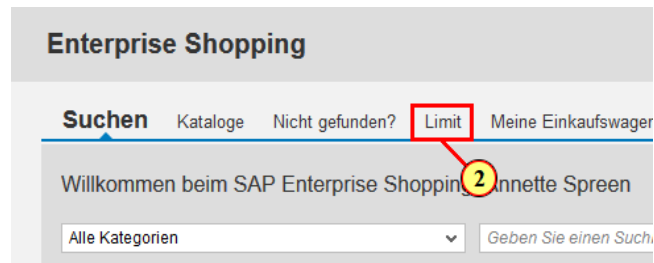 Enterprise Shopping
Suchen Kataloge Nicht gefunden? Limit Meine Einkaufswagen
Willkommen beim SAP Enterprise Shopping 2 Annette Spreen
Alle Kategorien Geben Sie einen